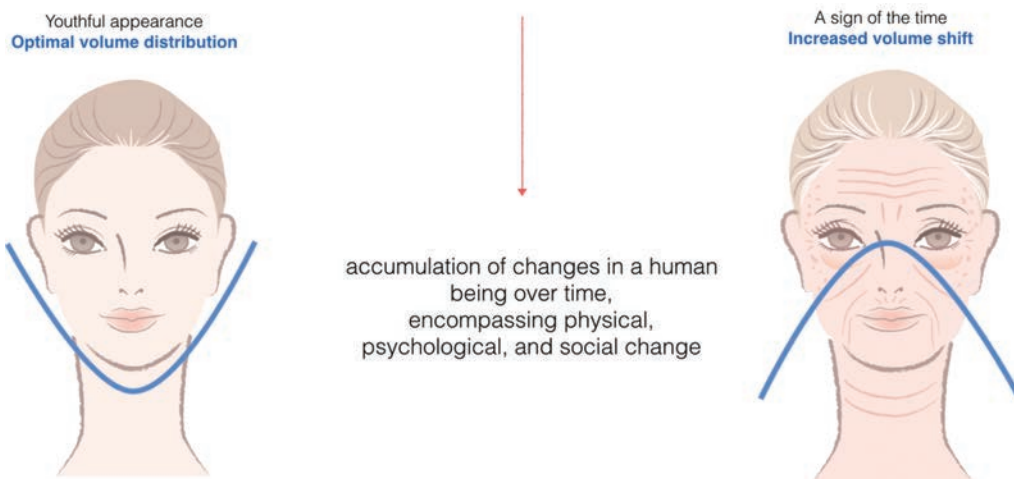 Youthful appearance
Optimal volume distribution
accumulation of changes in a human
being over time,
encompassing physical,
psychological, and social change
A sign of the time
Increased volume shift